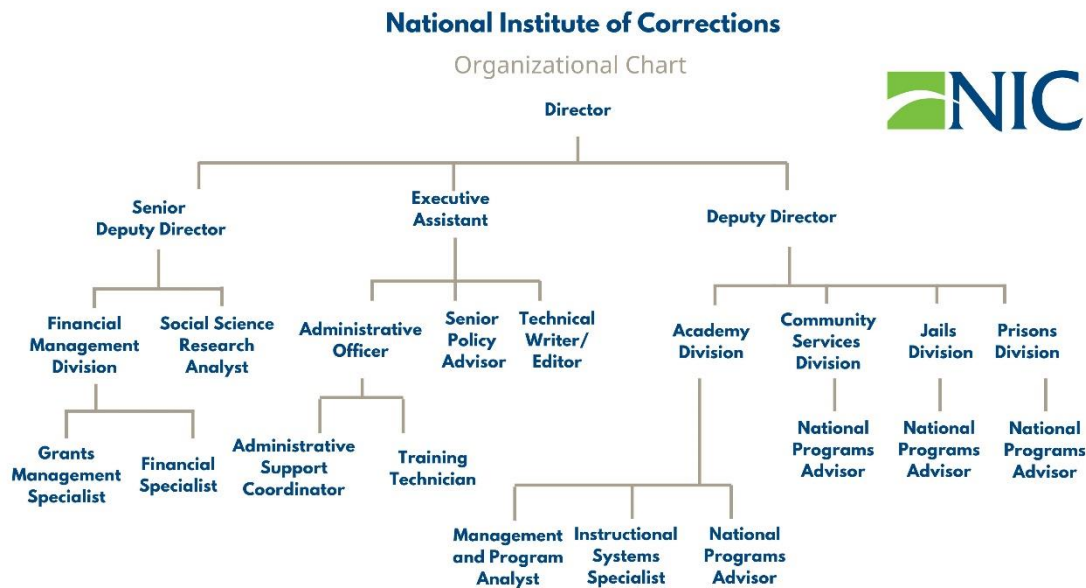 National Institute of Corrections
Organizational Chart
NIC
Director
Senior
Deputy Director
Executive
Assistant
Deputy Director
Financial
Management
Division
Social Science
Research
Analyst
Administrative
Officer
Senior
Policy
Advisor
Technical
Writer/
Editor
Academy
Division
Community
Services
Division
Jails
Division
Prisons
Division
Grants
Management
Specialist
Financial
Specialist
Administrative
Support
Coordinator
Training
Technician
National
Programs
Advisor
National
Programs
Advisor
National
Programs
Advisor
Management
and Program
Analyst
Instructional
Systems
Specialist
National
Programs
Advisor